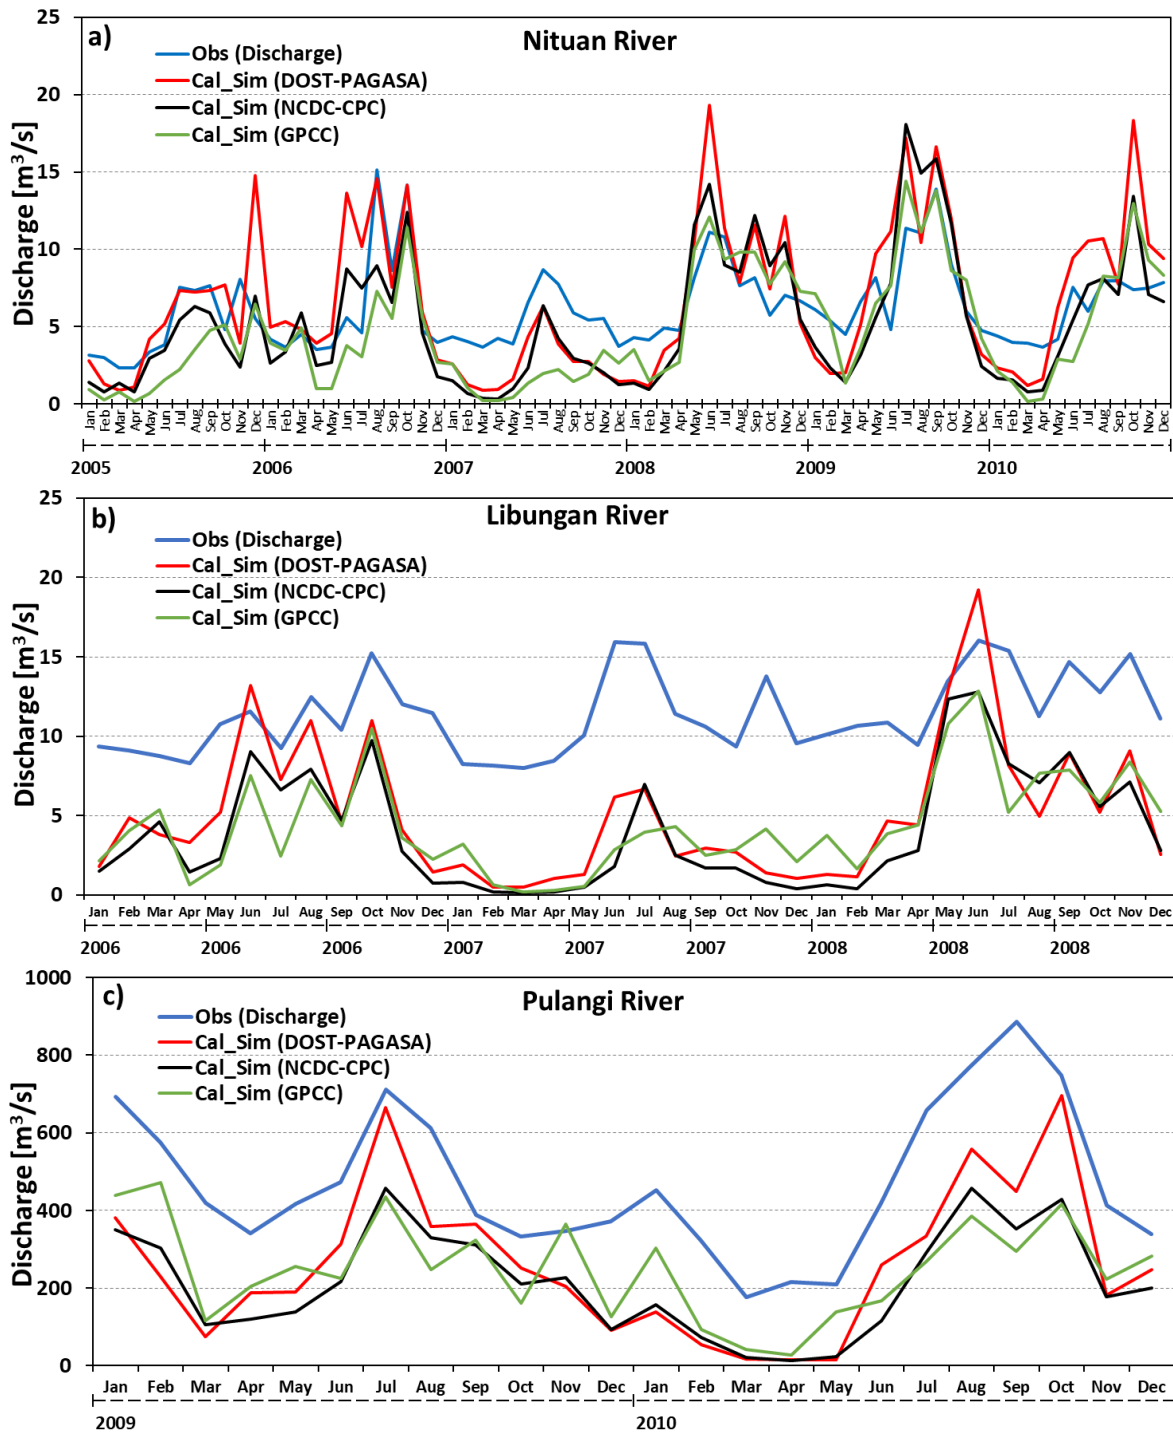 a)
Nituan River
Obs (Discharge)
Cal_Sim (DOST-PAGASA)
Cal_Sim (NCDC-CPC)
Cal_Sim (GPCC)
Discharge [m³/s]
25
20
15
10
5
0
Jan Feb Mar Apr May Jun Jul Aug Sep Oct Nov Dec Jan Feb Mar Apr May Jun Jul Aug Sep Oct Nov Dec Jan Feb Mar Apr May Jun Jul Aug Sep Oct Nov Dec Jan Feb Mar Apr May Jun Jul Aug Sep Oct Nov Dec Jan Feb Mar Apr May Jun Jul Aug Sep Oct Nov Dec Jan Feb Mar Apr May Jun Jul Aug Sep Oct Nov Dec
2005 2006 2007 2008 2009 2010
b)
Libungan River
Obs (Discharge)
Cal_Sim (DOST-PAGASA)
Cal_Sim (NCDC-CPC)
Cal_Sim (GPCC)
Discharge [m³/s]
25
20
15
10
5
0
Jan Feb Mar Apr May Jun Jul Aug Sep Oct Nov Dec Jan Feb Mar Apr May Jun Jul Aug Sep Oct Nov Dec Jan Feb Mar Apr May Jun Jul Aug Sep Oct Nov Dec
2006 2006 2006 2007 2007 2007 2008 2008 2008
c)
Pulangi River
Obs (Discharge)
Cal_Sim (DOST-PAGASA)
Cal_Sim (NCDC-CPC)
Cal_Sim (GPCC)
Discharge [m³/s]
1000
800
600
400
200
0
Jan Feb Mar Apr May Jun Jul Aug Sep Oct Nov Dec Jan Feb Mar Apr May Jun Jul Aug Sep Oct Nov Dec
2009 2010